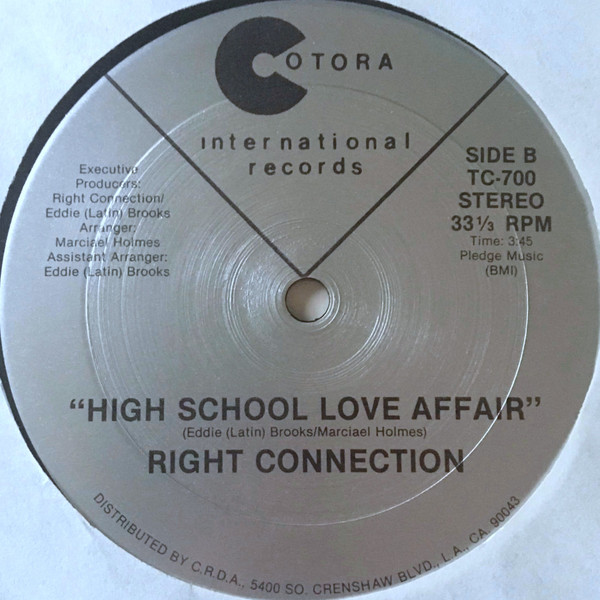 COTORA
international
records
Executive
Producers:
Right Connection/
Eddie (Latin) Brooks
Arranger:
Marciael Holmes
Assistant Arranger:
Eddie (Latin) Brooks
SIDE B
TC-700
STEREO
33⅓ RPM
Time: 3:45
Pledge Music
(BMI)
“HIGH SCHOOL LOVE AFFAIR”
(Eddie (Latin) Brooks/Marciael Holmes)
RIGHT CONNECTION
DISTRIBUTED BY C.R.D.A., 5400 SO. CRENSHAW BLVD., L.A., CA. 90043